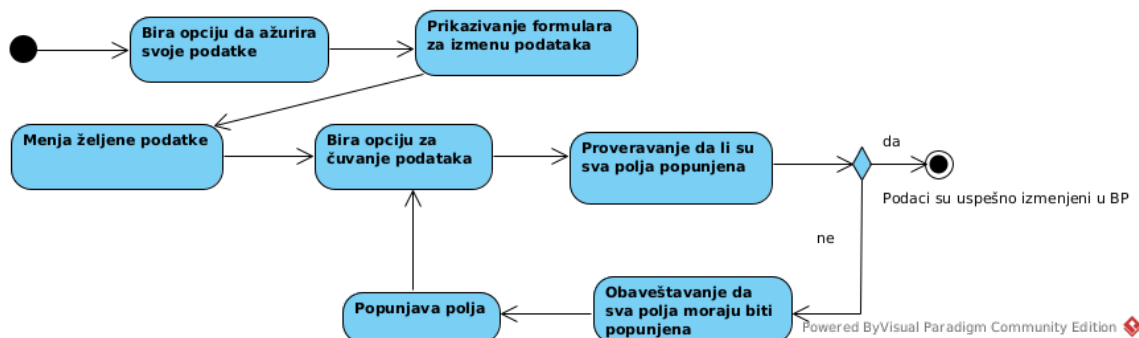 Bira opciju da ažurira
svoje podatke
Prikazivanje formulara
za izmenu podataka
Menja željene podatke
Bira opciju za
čuvanje podataka
Proveravanje da li su
sva polja popunjena
da
Podaci su uspešno izmenjeni u BP
ne
Popunjava polja
Obaveštavanje da
sva polja moraju biti
popunjena
Powered ByVisual Paradigm Community Edition